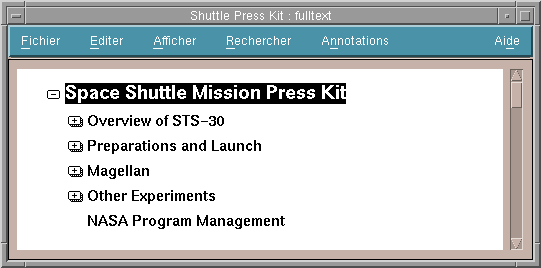 Shuttle Press Kit : fulltext
Fichier Editer Afficher Rechercher Annotations Aide
Space Shuttle Mission Press Kit
Overview of STS-30
Preparations and Launch
Magellan
Other Experiments
NASA Program Management